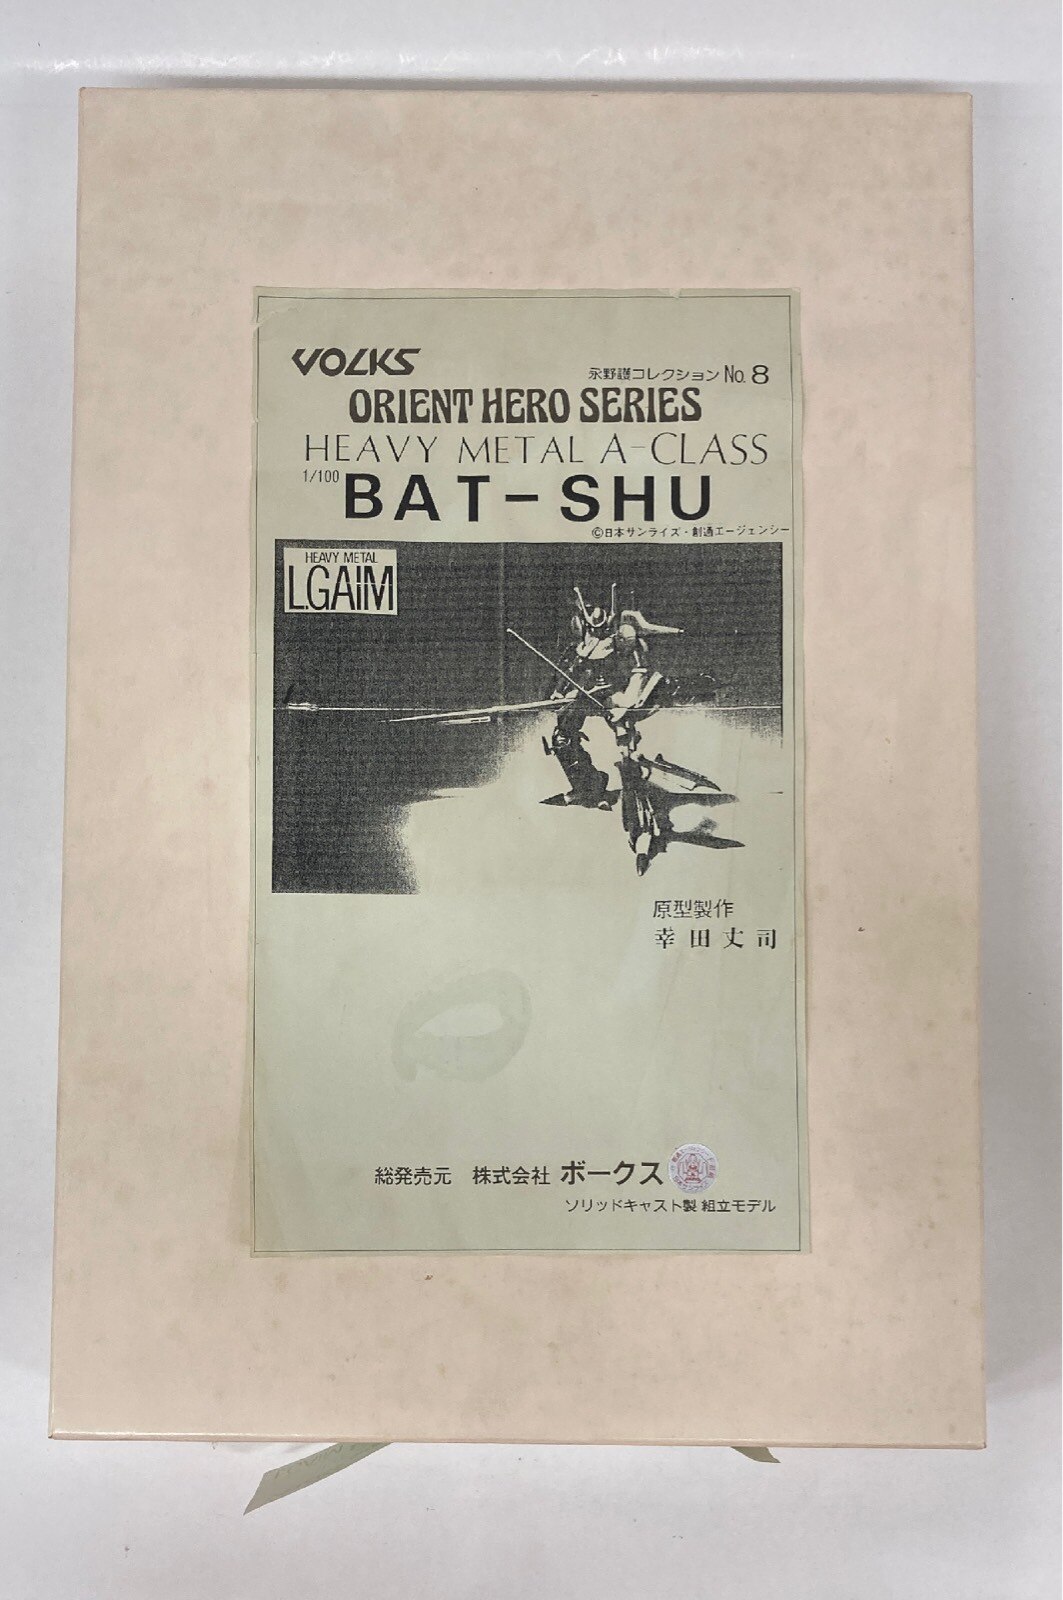 VOLKS
永野護コレクション No. 8
ORIENT HERO SERIES
HEAVY METAL A-CLASS
1/100 BAT-SHU
©日本サンライズ・創通エージェンシー
HEAVY METAL
L.GAIM
原型製作
幸田丈司
総発売元 株式会社 ボークス
ソリッドキャスト製 組立モデル